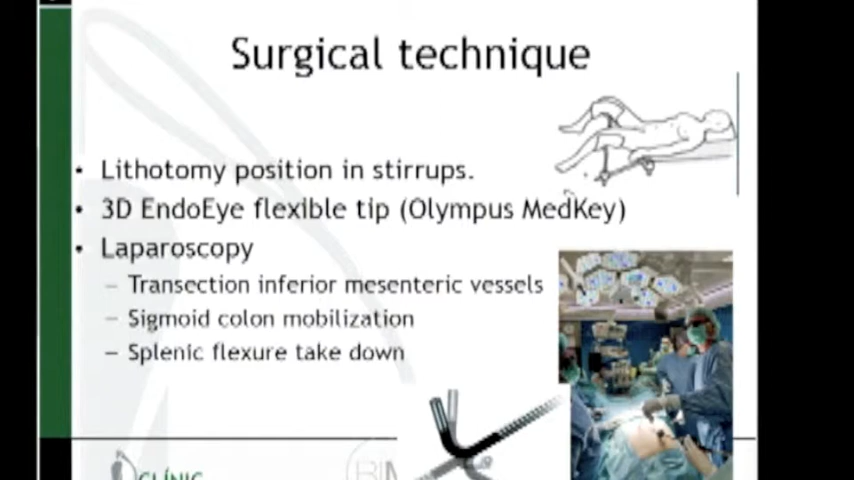 Surgical technique
• Lithotomy position in stirrups.
• 3D EndoEye flexible tip (Olympus MedKey)
• Laparoscopy
– Transection inferior mesenteric vessels
– Sigmoid colon mobilization
– Splenic flexure take down
CLÍNIC